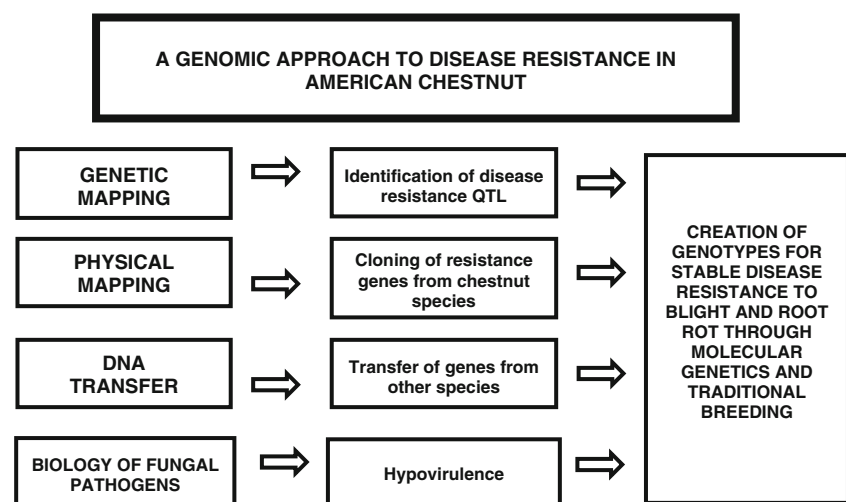 A GENOMIC APPROACH TO DISEASE RESISTANCE IN
AMERICAN CHESTNUT
GENETIC
MAPPING
Identification of disease
resistance QTL
PHYSICAL
MAPPING
Cloning of resistance
genes from chestnut
species
DNA
TRANSFER
Transfer of genes from
other species
BIOLOGY OF FUNGAL
PATHOGENS
Hypovirulence
CREATION OF
GENOTYPES FOR
STABLE DISEASE
RESISTANCE TO
BLIGHT AND ROOT
ROT THROUGH
MOLECULAR
GENETICS AND
TRADITIONAL
BREEDING